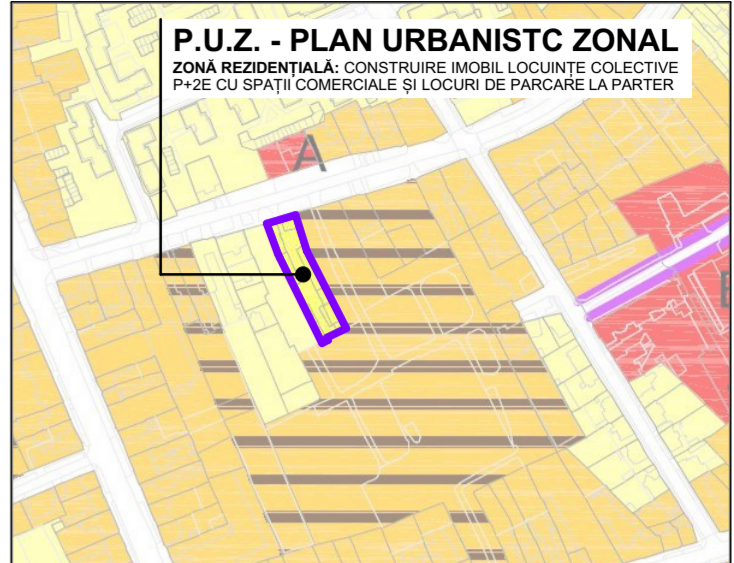 P.U.Z. - PLAN URBANISTC ZONAL
ZONĂ REZIDENȚIALĂ: CONSTRUIRE IMOBIL LOCUINȚE COLECTIVE
P+2E CU SPAȚII COMERCIALE ȘI LOCURI DE PARCARE LA PARTER
A